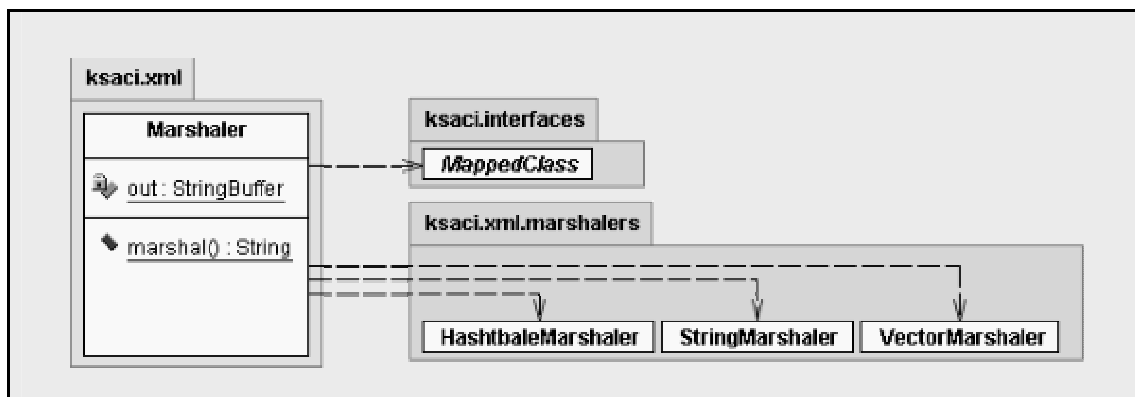 ksaci.xml
Marshaler
out : StringBuffer
marshal() : String
ksaci.interfaces
MappedClass
ksaci.xml.marshalers
HashtbaleMarshaler
StringMarshaler
VectorMarshaler